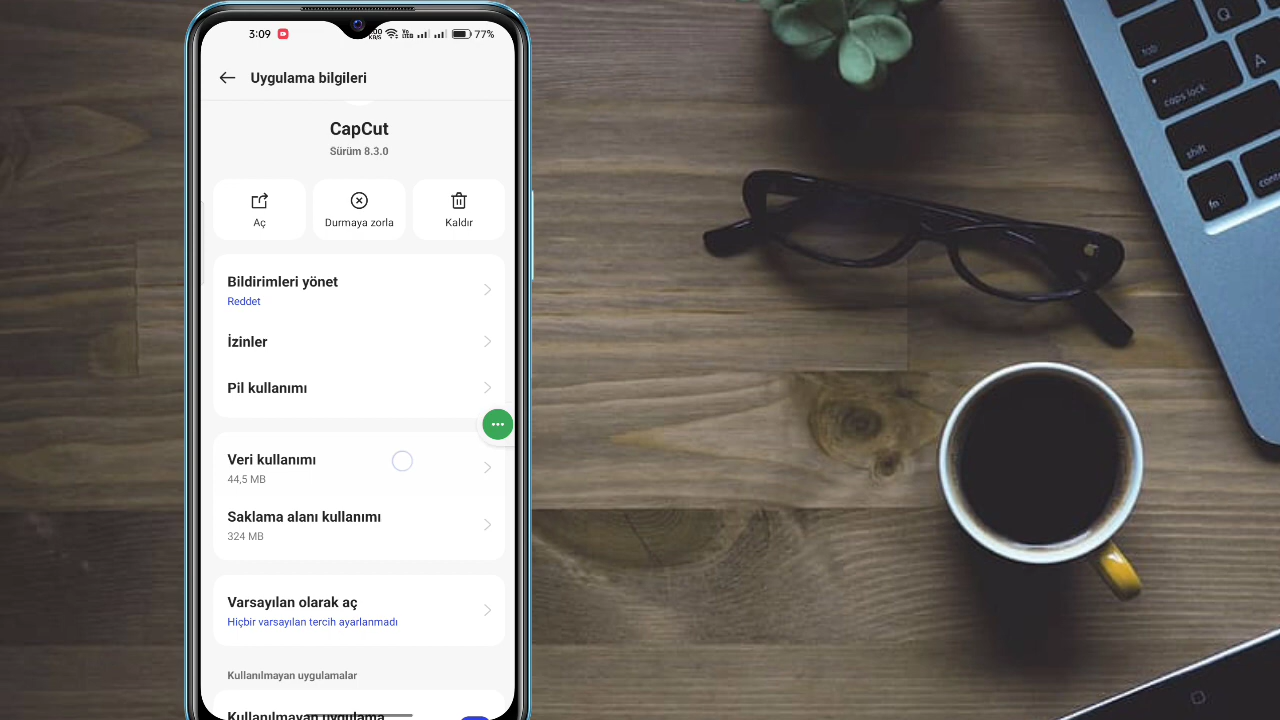 3:09
77%
Uygulama bilgileri
CapCut
Sürüm 8.3.0
Aç
Durmaya zorla
Kaldır
Bildirimleri yönet
Reddet
İzinler
Pil kullanımı
Veri kullanımı
44,5 MB
Saklama alanı kullanımı
324 MB
Varsayılan olarak aç
Hiçbir varsayılan tercih ayarlanmadı
Kullanılmayan uygulamalar
Kullanılmayan uygulama
Q
tab
A
caps lock
shift
fn